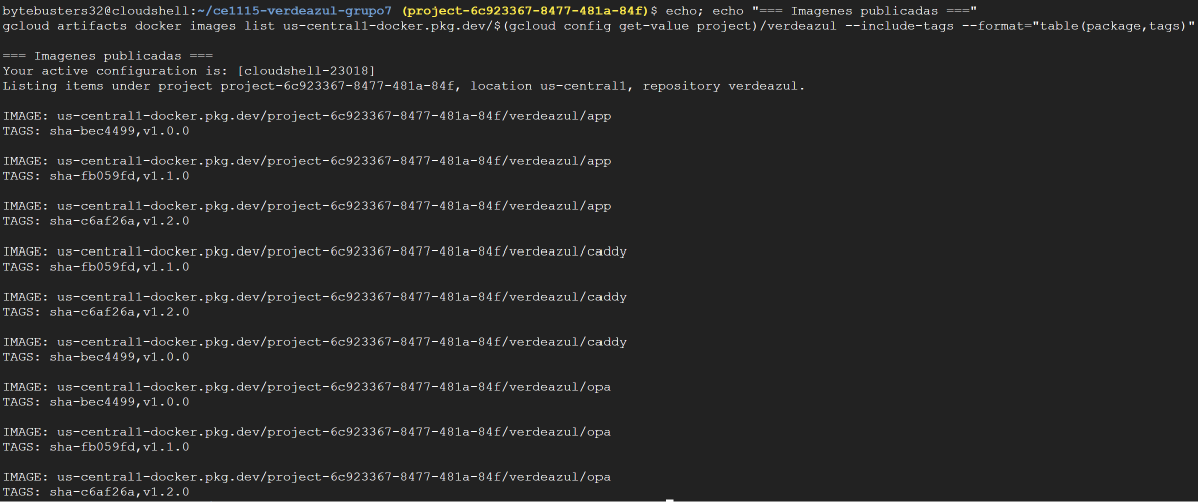 bytebusters32@cloudshell:~/ce1115-verdeazul-grupo7 (project-6c923367-8477-481a-84f)$ echo; echo "=== Imagenes publicadas ==="
gcloud artifacts docker images list us-central1-docker.pkg.dev/$(gcloud config get-value project)/verdeazul --include-tags --format="table(package,tags)"
=== Imagenes publicadas ===
Your active configuration is: [cloudshell-23018]
Listing items under project project-6c923367-8477-481a-84f, location us-central1, repository verdeazul.
IMAGE: us-central1-docker.pkg.dev/project-6c923367-8477-481a-84f/verdeazul/app
TAGS: sha-bec4499,v1.0.0
IMAGE: us-central1-docker.pkg.dev/project-6c923367-8477-481a-84f/verdeazul/app
TAGS: sha-fb059fd,v1.1.0
IMAGE: us-central1-docker.pkg.dev/project-6c923367-8477-481a-84f/verdeazul/app
TAGS: sha-c6af26a,v1.2.0
IMAGE: us-central1-docker.pkg.dev/project-6c923367-8477-481a-84f/verdeazul/caddy
TAGS: sha-fb059fd,v1.1.0
IMAGE: us-central1-docker.pkg.dev/project-6c923367-8477-481a-84f/verdeazul/caddy
TAGS: sha-c6af26a,v1.2.0
IMAGE: us-central1-docker.pkg.dev/project-6c923367-8477-481a-84f/verdeazul/caddy
TAGS: sha-bec4499,v1.0.0
IMAGE: us-central1-docker.pkg.dev/project-6c923367-8477-481a-84f/verdeazul/opa
TAGS: sha-bec4499,v1.0.0
IMAGE: us-central1-docker.pkg.dev/project-6c923367-8477-481a-84f/verdeazul/opa
TAGS: sha-fb059fd,v1.1.0
IMAGE: us-central1-docker.pkg.dev/project-6c923367-8477-481a-84f/verdeazul/opa
TAGS: sha-c6af26a,v1.2.0